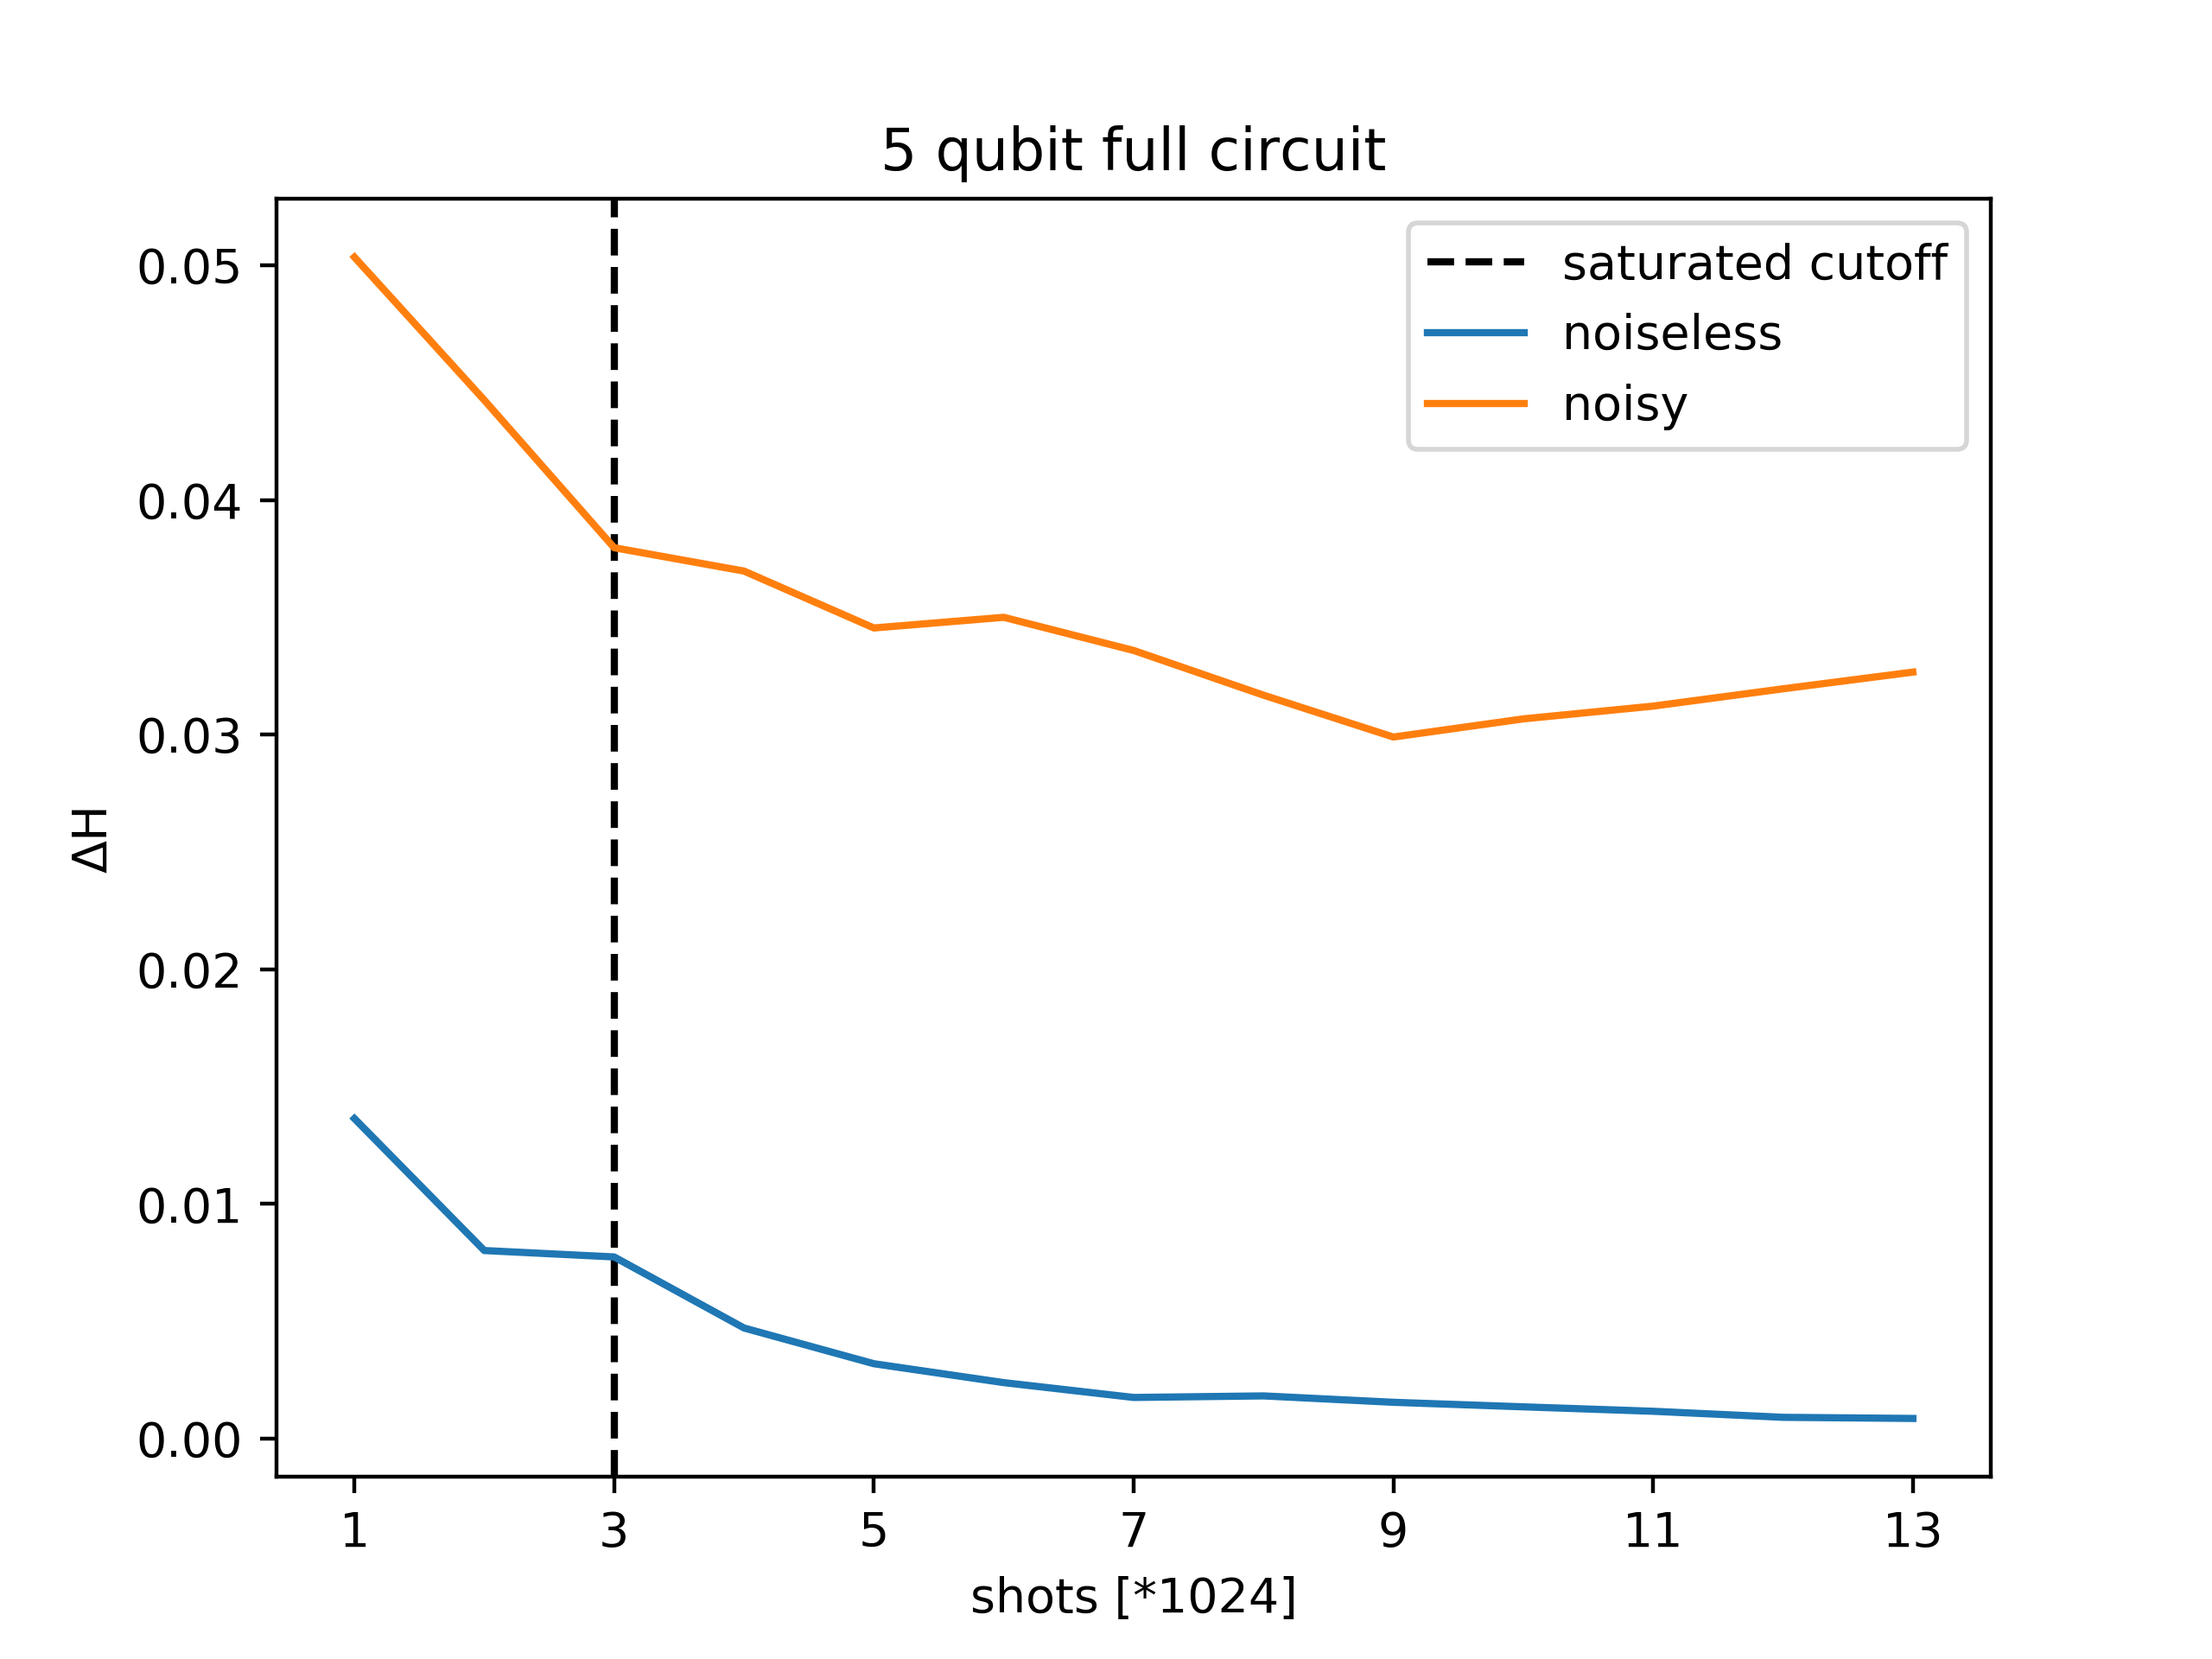 5 qubit full circuit
saturated cutoff
noiseless
noisy
0.05
0.04
0.03
0.02
0.01
0.00
ΔH
1 3 5 7 9 11 13
shots [*1024]